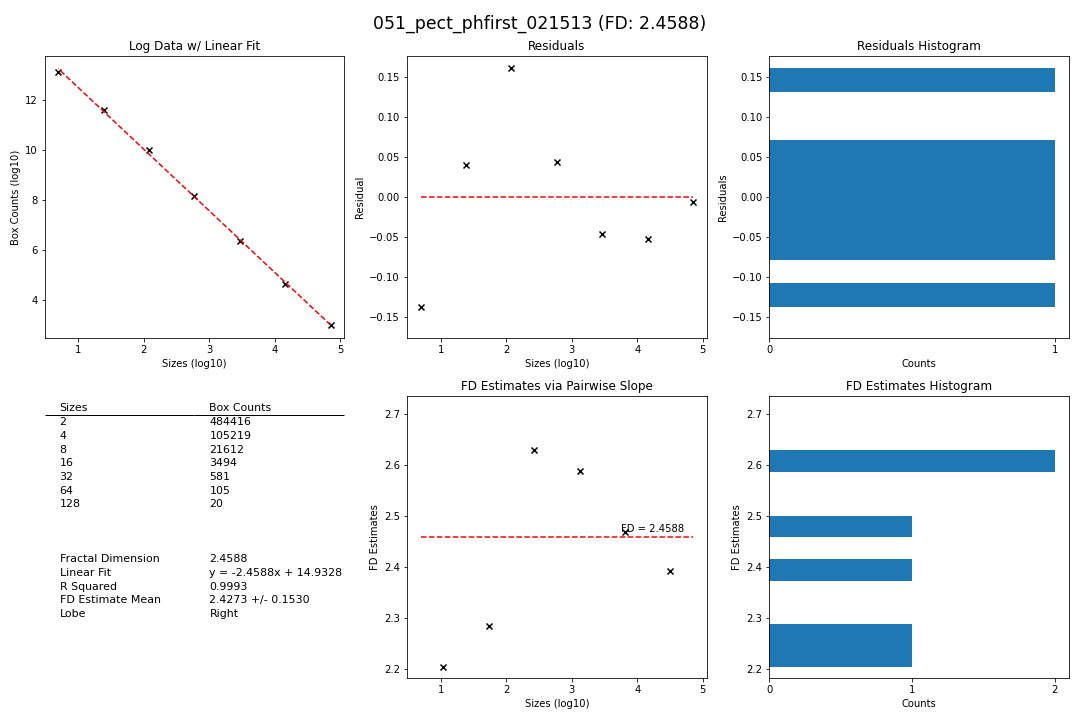 051_pect_phfirst_021513 (FD: 2.4588)
Log Data w/ Linear Fit
12
10
8
6
4
Box Counts (log10)
1 2 3 4 5
Sizes (log10)
Residuals
0.15
0.10
0.05
0.00
−0.05
−0.10
−0.15
Residual
1 2 3 4 5
Sizes (log10)
Residuals Histogram
0.15
0.10
0.05
0.00
−0.05
−0.10
−0.15
Residuals
0 1
Counts
Sizes Box Counts
2 484416
4 105219
8 21612
16 3494
32 581
64 105
128 20
Fractal Dimension 2.4588
Linear Fit y = -2.4588x + 14.9328
R Squared 0.9993
FD Estimate Mean 2.4273 +/- 0.1530
Lobe Right
FD Estimates via Pairwise Slope
2.7
2.6
2.5
2.4
2.3
2.2
FD Estimates
FD = 2.4588
1 2 3 4 5
Sizes (log10)
FD Estimates Histogram
2.7
2.6
2.5
2.4
2.3
2.2
FD Estimates
0 1 2
Counts